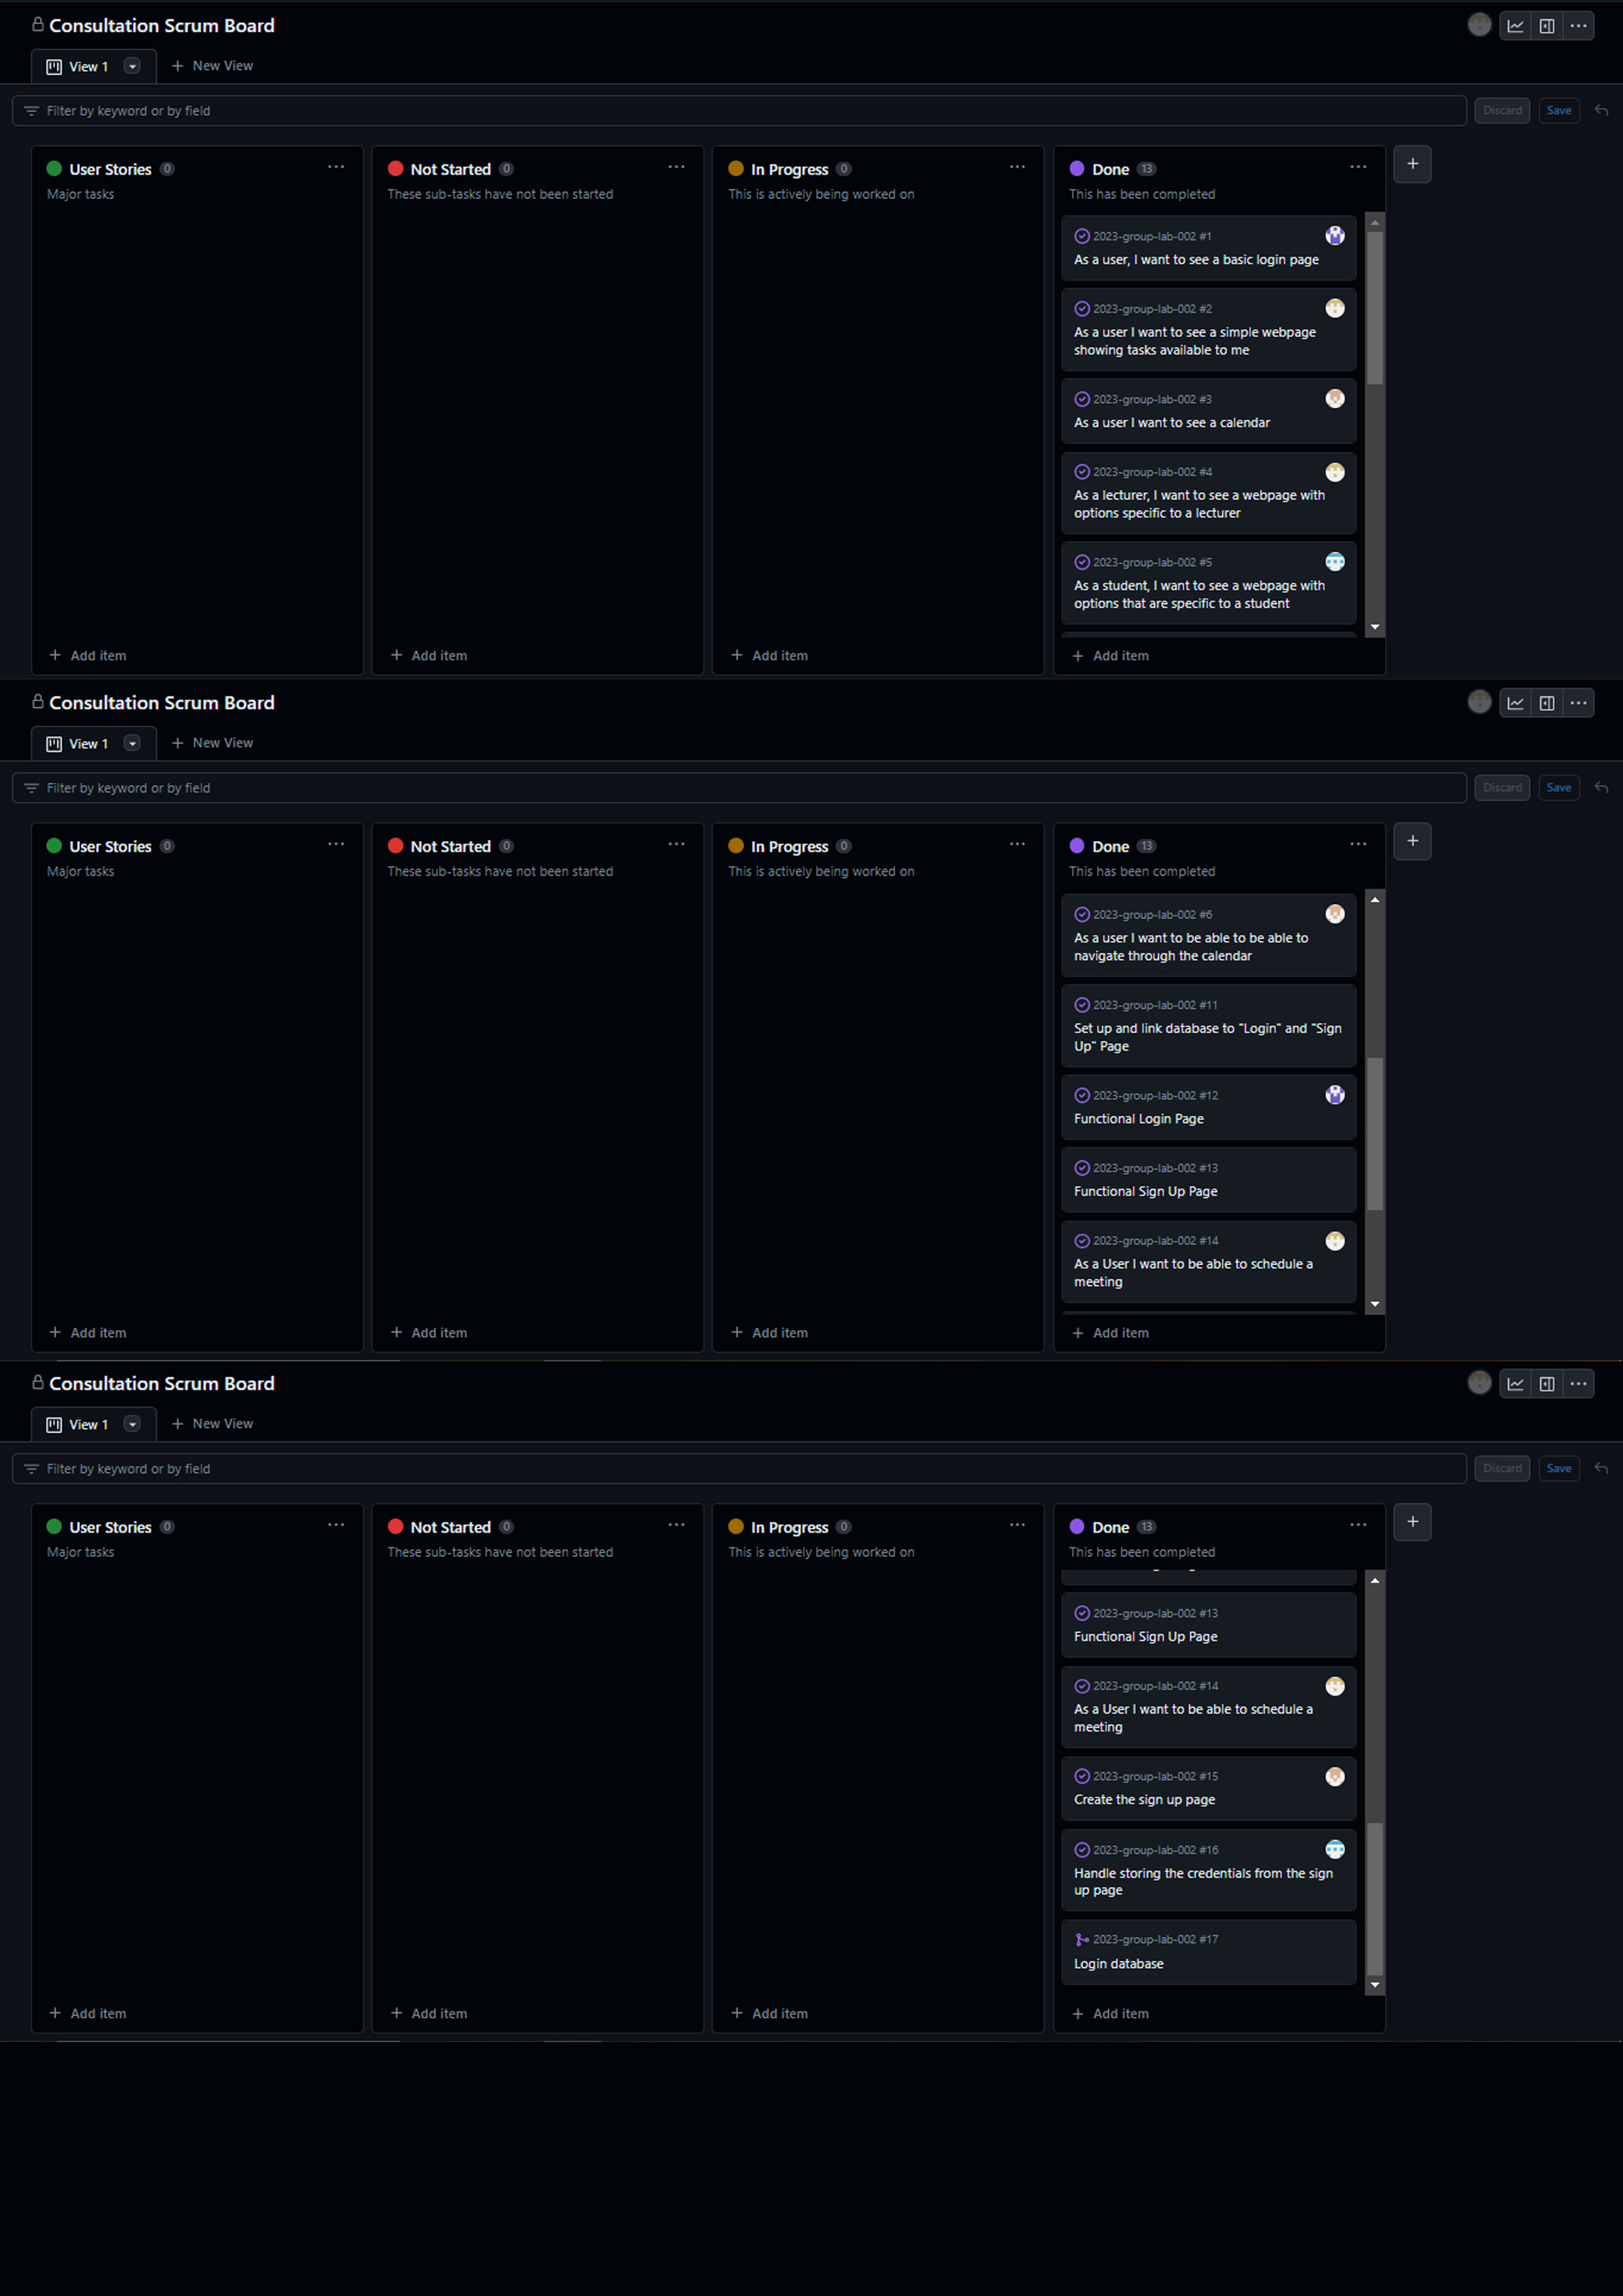 Consultation Scrum Board
View 1
New View
Filter by keyword or by field
Discard
Save
User Stories 0
Major tasks
Add item
Not Started 0
These sub-tasks have not been started
Add item
In Progress 0
This is actively being worked on
Add item
Done 13
This has been completed
2023-group-lab-002 #1
As a user, I want to see a basic login page
2023-group-lab-002 #2
As a user I want to see a simple webpage
showing tasks available to me
2023-group-lab-002 #3
As a user I want to see a calendar
2023-group-lab-002 #4
As a lecturer, I want to see a webpage with
options specific to a lecturer
2023-group-lab-002 #5
As a student, I want to see a webpage with
options that are specific to a student
Add item
Consultation Scrum Board
View 1
New View
Filter by keyword or by field
Discard
Save
User Stories 0
Major tasks
Add item
Not Started 0
These sub-tasks have not been started
Add item
In Progress 0
This is actively being worked on
Add item
Done 13
This has been completed
2023-group-lab-002 #6
As a user I want to be able to be able to
navigate through the calendar
2023-group-lab-002 #11
Set up and link database to "Login" and "Sign
Up" Page
2023-group-lab-002 #12
Functional Login Page
2023-group-lab-002 #13
Functional Sign Up Page
2023-group-lab-002 #14
As a User I want to be able to schedule a
meeting
Add item
Consultation Scrum Board
View 1
New View
Filter by keyword or by field
Discard
Save
User Stories 0
Major tasks
Add item
Not Started 0
These sub-tasks have not been started
Add item
In Progress 0
This is actively being worked on
Add item
Done 13
This has been completed
2023-group-lab-002 #13
Functional Sign Up Page
2023-group-lab-002 #14
As a User I want to be able to schedule a
meeting
2023-group-lab-002 #15
Create the sign up page
2023-group-lab-002 #16
Handle storing the credentials from the sign
up page
2023-group-lab-002 #17
Login database
Add item